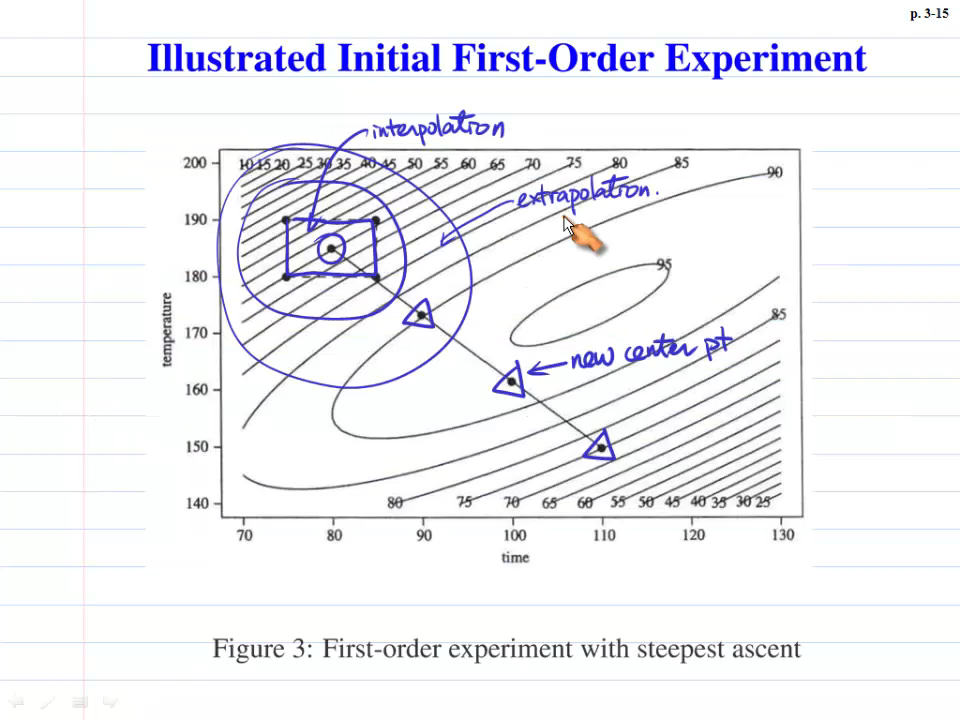 p. 3-15
Illustrated Initial First-Order Experiment
interpolation
200 10 15 20 25 30 35 40 45 50 55 60 65 70 75 80 85
90
extrapolation.
190
180
95
temperature
170
85
new center pt
160
150
140
80 75 70 65 60 55 50 45 40 35 30 25
70 80 90 100 110 120 130
time
Figure 3: First-order experiment with steepest ascent